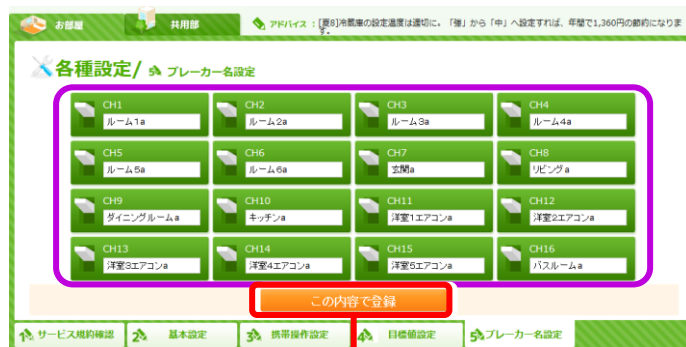 お部屋
共用部
アドバイス：[夏8]冷蔵庫の設定温度は適切に。「強」から「中」へ設定すれば、年間で1,360円の節約になりま
す。
各種設定/ 5 ブレーカー名設定
CH1 CH2 CH3 CH4
ルーム1a ルーム2a ルーム3a ルーム4a
CH5 CH6 CH7 CH8
ルーム5a ルーム6a 玄関a リビングa
CH9 CH10 CH11 CH12
ダイニングルームa キッチンa 洋室1エアコンa 洋室2エアコンa
CH13 CH14 CH15 CH16
洋室3エアコンa 洋室4エアコンa 洋室5エアコンa バスルームa
この内容で登録
1 サービス規約確認 2 基本設定 3 携帯操作設定 4 目標値設定 5 ブレーカー名設定